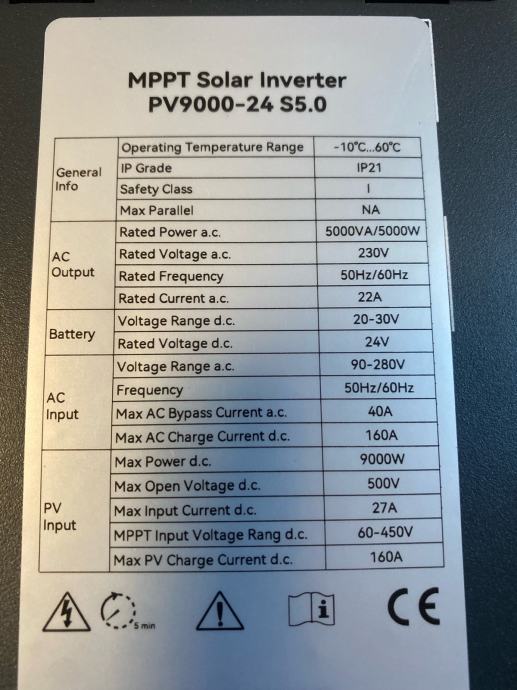 MPPT Solar Inverter
PV9000-24 S5.0
General Info
Operating Temperature Range -10℃...60℃
IP Grade IP21
Safety Class I
Max Parallel NA
AC Output
Rated Power a.c. 5000VA/5000W
Rated Voltage a.c. 230V
Rated Frequency 50Hz/60Hz
Rated Current a.c. 22A
Battery
Voltage Range d.c. 20-30V
Rated Voltage d.c. 24V
AC Input
Voltage Range a.c. 90-280V
Frequency 50Hz/60Hz
Max AC Bypass Current a.c. 40A
Max AC Charge Current d.c. 160A
PV Input
Max Power d.c. 9000W
Max Open Voltage d.c. 500V
Max Input Current d.c. 27A
MPPT Input Voltage Rang d.c. 60-450V
Max PV Charge Current d.c. 160A
5 min
CE